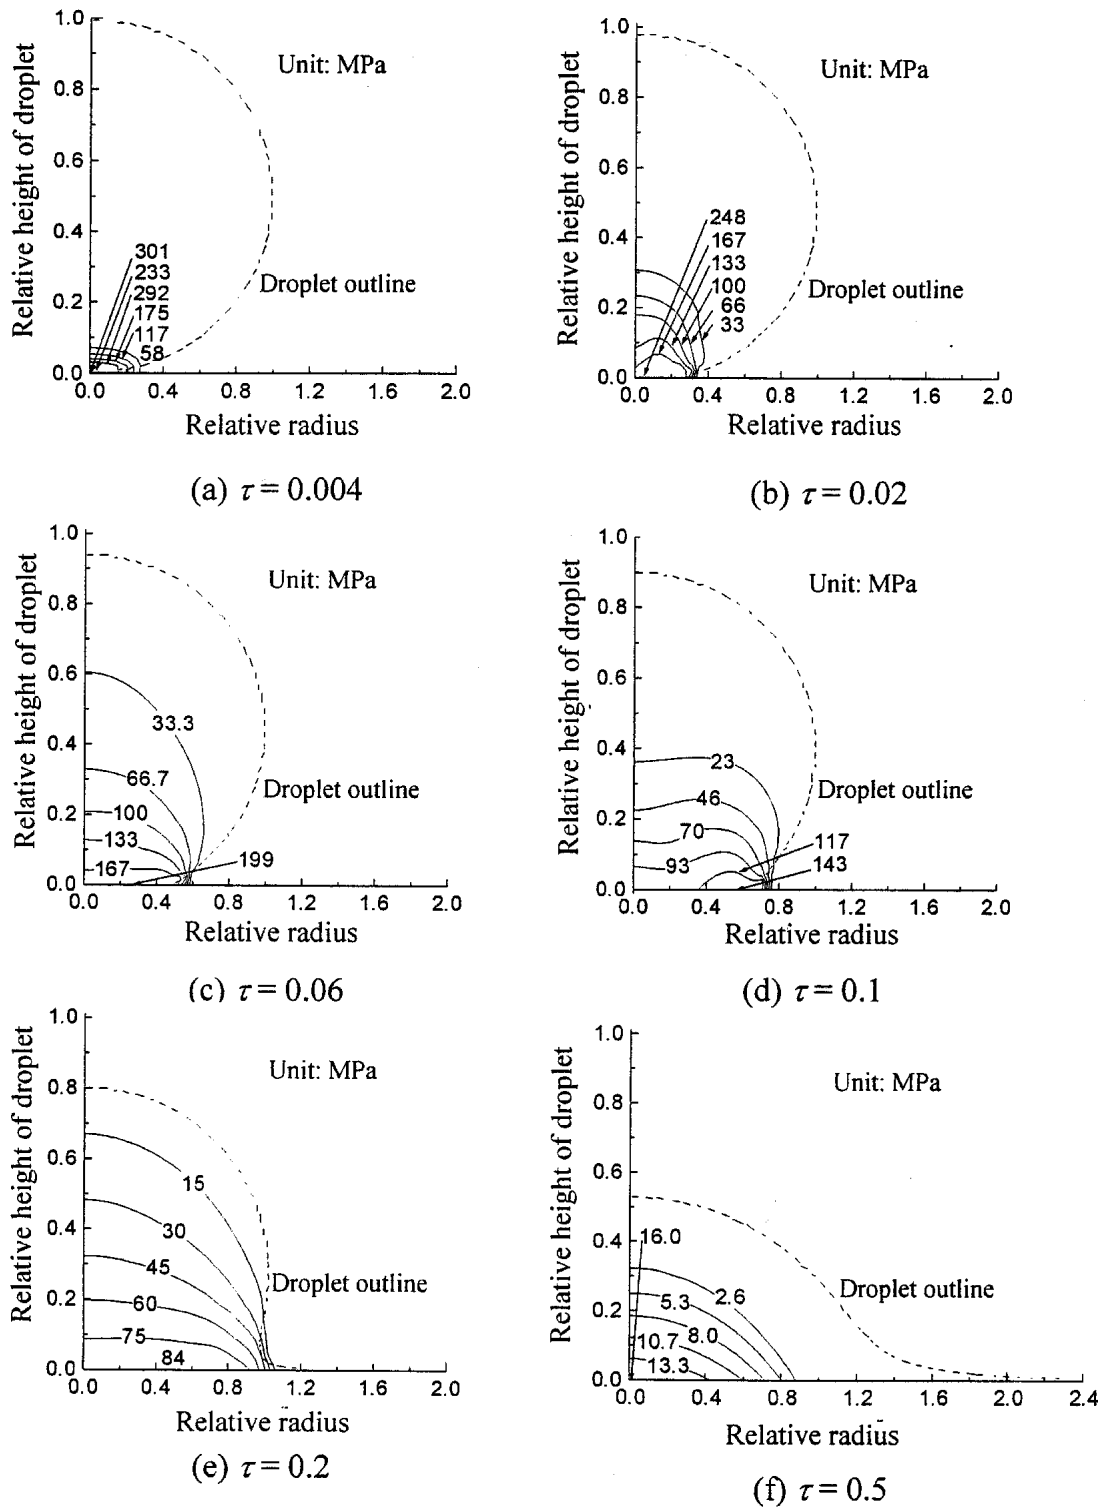 Relative height of droplet
1.0
0.8
0.6
0.4
0.2
0.0
Unit: MPa
301
233
292
175
117
58
Droplet outline
0.0 0.4 0.8 1.2 1.6 2.0
Relative radius
(a) τ = 0.004
Relative height of droplet
1.0
0.8
0.6
0.4
0.2
0.0
Unit: MPa
248
167
133
100
66
33
Droplet outline
0.0 0.4 0.8 1.2 1.6 2.0
Relative radius
(b) τ = 0.02
Relative height of droplet
1.0
0.8
0.6
0.4
0.2
0.0
Unit: MPa
33.3
66.7
100
133
167
199
Droplet outline
0.0 0.4 0.8 1.2 1.6 2.0
Relative radius
(c) τ = 0.06
Relative height of droplet
1.0
0.8
0.6
0.4
0.2
0.0
Unit: MPa
23
46
70
93
117
143
Droplet outline
0.0 0.4 0.8 1.2 1.6 2.0
Relative radius
(d) τ = 0.1
Relative height of droplet
1.0
0.8
0.6
0.4
0.2
0.0
Unit: MPa
15
30
45
60
75
84
Droplet outline
0.0 0.4 0.8 1.2 1.6 2.0
Relative radius
(e) τ = 0.2
Relative height of droplet
1.0
0.8
0.6
0.4
0.2
0.0
Unit: MPa
16.0
2.6
5.3
8.0
10.7
13.3
Droplet outline
0.0 0.4 0.8 1.2 1.6 2.0 2.4
Relative radius
(f) τ = 0.5